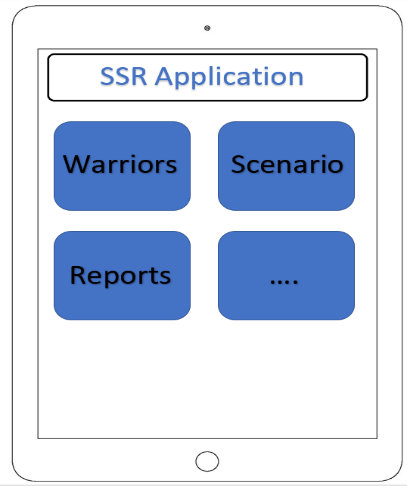 SSR Application
Warriors
Scenario
Reports
....